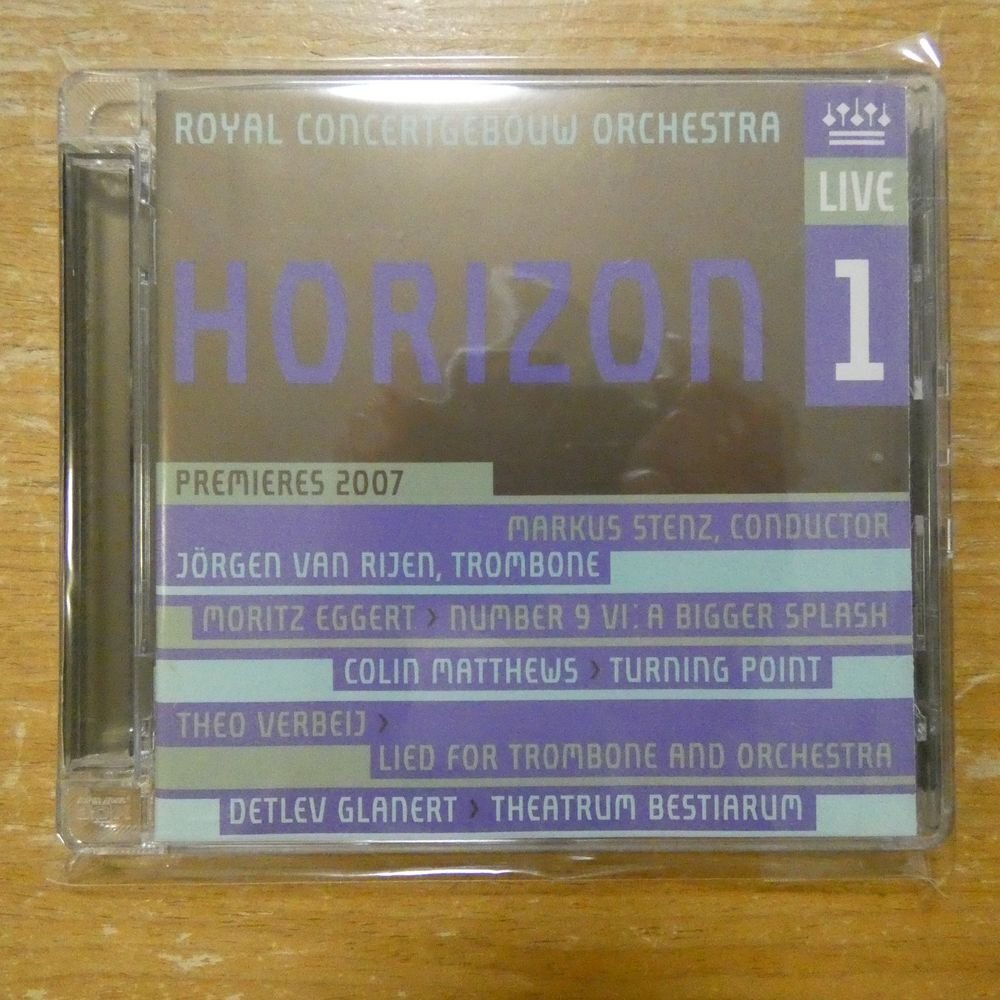 ROYAL CONCERTGEBOUW ORCHESTRA
LIVE
HORIZON
1
PREMIERES 2007
MARKUS STENZ, CONDUCTOR
JÖRGEN VAN RIJEN, TROMBONE
MORITZ EGGERT › NUMBER 9 VI: A BIGGER SPLASH
COLIN MATTHEWS › TURNING POINT
THEO VERBEIJ ›
LIED FOR TROMBONE AND ORCHESTRA
DETLEV GLANERT › THEATRUM BESTIARUM